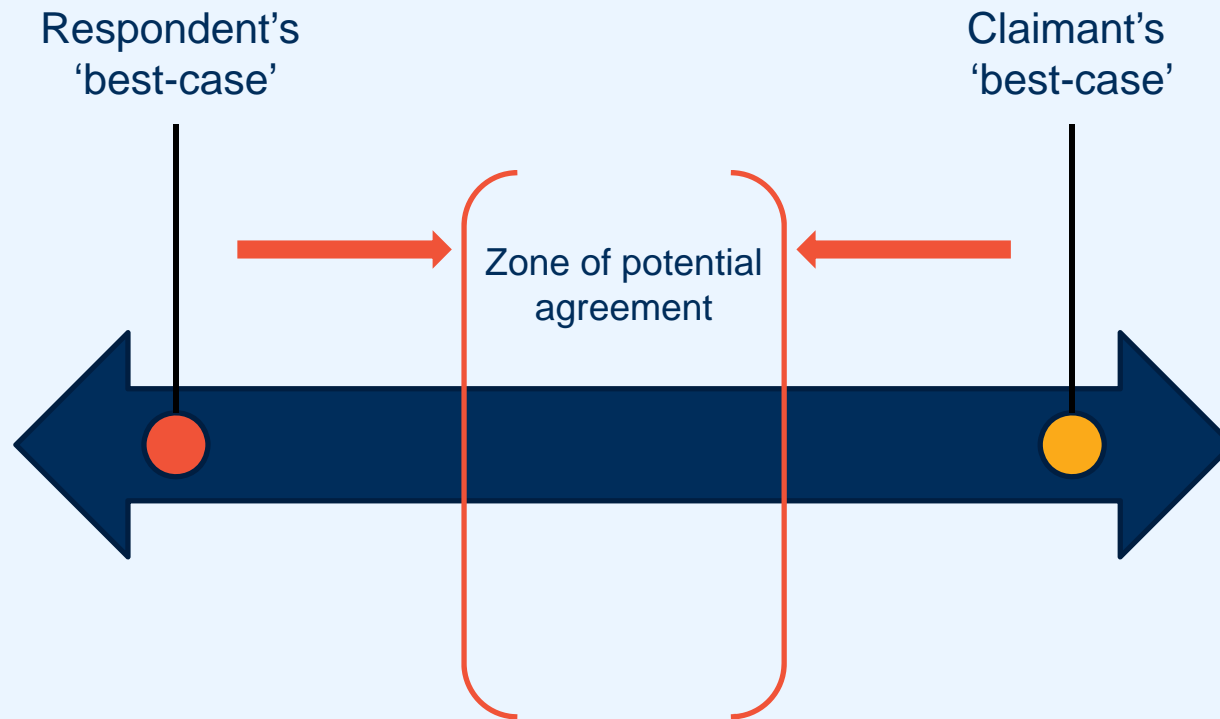 Respondent’s
‘best-case’
Claimant’s
‘best-case’
Zone of potential
agreement